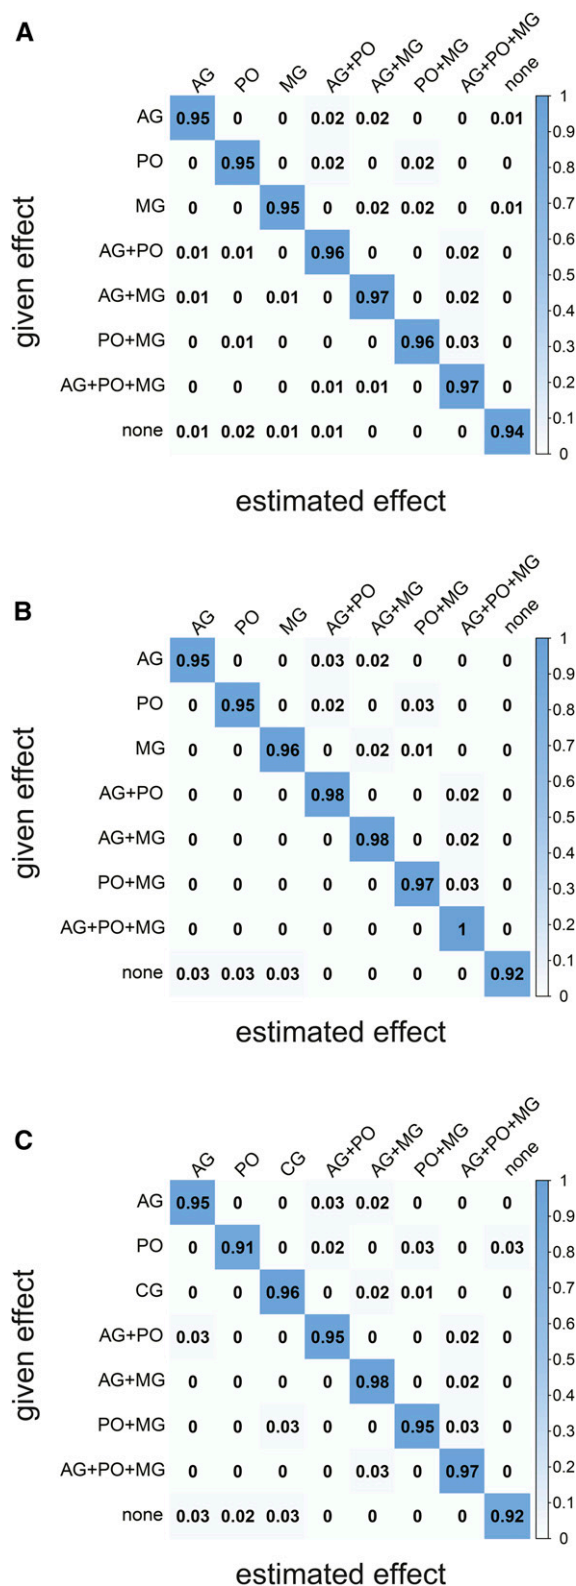 A
AG PO MG AG+PO AG+MG PO+MG AG+PO+MG none
AG 0.95 0 0 0.02 0.02 0 0 0.01 1
PO 0 0.95 0 0.02 0 0.02 0 0 0.9
MG 0 0 0.95 0 0.02 0.02 0 0.01 0.8
AG+PO 0.01 0.01 0 0.96 0 0 0.02 0 0.7
AG+MG 0.01 0 0.01 0 0.97 0 0.02 0 0.6
PO+MG 0 0.01 0 0 0 0.96 0.03 0 0.5
AG+PO+MG 0 0 0 0.01 0.01 0 0.97 0 0.4
none 0.01 0.02 0.01 0.01 0 0 0 0.94 0.3
0.2
0.1
0
given effect
estimated effect
B
AG PO MG AG+PO AG+MG PO+MG AG+PO+MG none
AG 0.95 0 0 0.03 0.02 0 0 0 1
PO 0 0.95 0 0.02 0 0.03 0 0 0.9
MG 0 0 0.96 0 0.02 0.01 0 0 0.8
AG+PO 0 0 0 0.98 0 0 0.02 0 0.7
AG+MG 0 0 0 0 0.98 0 0.02 0 0.6
PO+MG 0 0 0 0 0 0.97 0.03 0 0.5
AG+PO+MG 0 0 0 0 0 0 1 0 0.4
none 0.03 0.03 0.03 0 0 0 0 0.92 0.3
0.2
0.1
0
given effect
estimated effect
C
AG PO CG AG+PO AG+MG PO+MG AG+PO+MG none
AG 0.95 0 0 0.03 0.02 0 0 0 1
PO 0 0.91 0 0.02 0 0.03 0 0.03 0.9
CG 0 0 0.96 0 0.02 0.01 0 0 0.8
AG+PO 0.03 0 0 0.95 0 0 0.02 0 0.7
AG+MG 0 0 0 0 0.98 0 0.02 0 0.6
PO+MG 0 0 0.03 0 0 0.95 0.03 0 0.5
AG+PO+MG 0 0 0 0 0.03 0 0.97 0 0.4
none 0.03 0.02 0.03 0 0 0 0 0.92 0.3
0.2
0.1
0
given effect
estimated effect